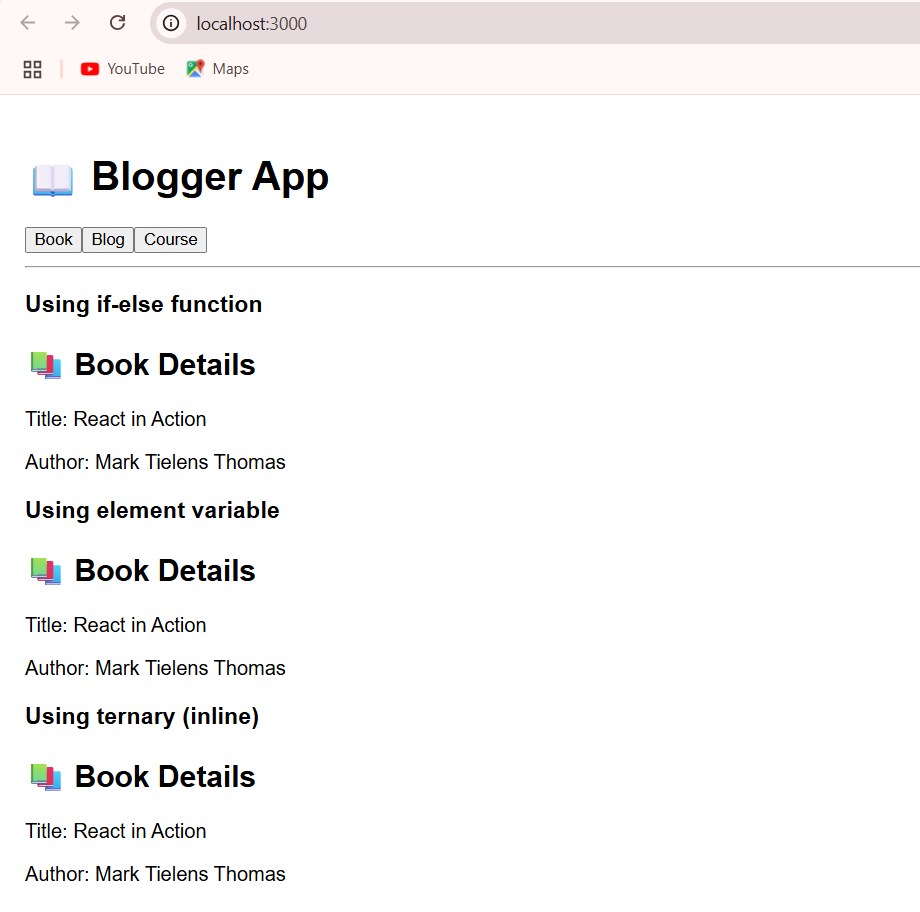 localhost:3000
YouTube Maps
Blogger App
Book Blog Course
Using if-else function
Book Details
Title: React in Action
Author: Mark Tielens Thomas
Using element variable
Book Details
Title: React in Action
Author: Mark Tielens Thomas
Using ternary (inline)
Book Details
Title: React in Action
Author: Mark Tielens Thomas